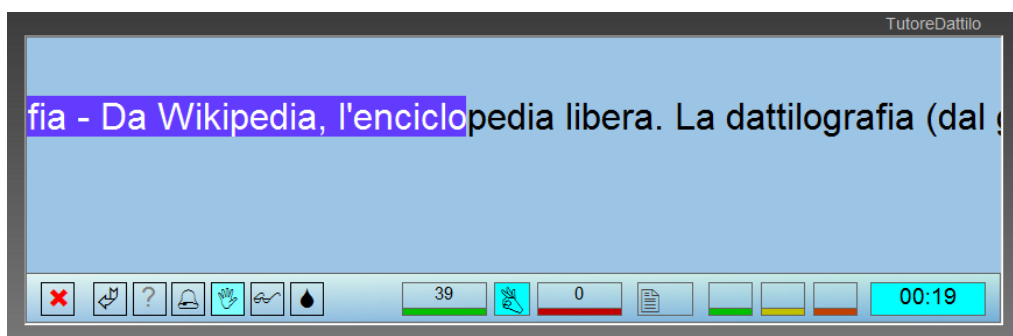 TutoreDattilo
fia - Da Wikipedia, l'enciclopedia libera. La dattilografia (dal
? 39 0 00:19